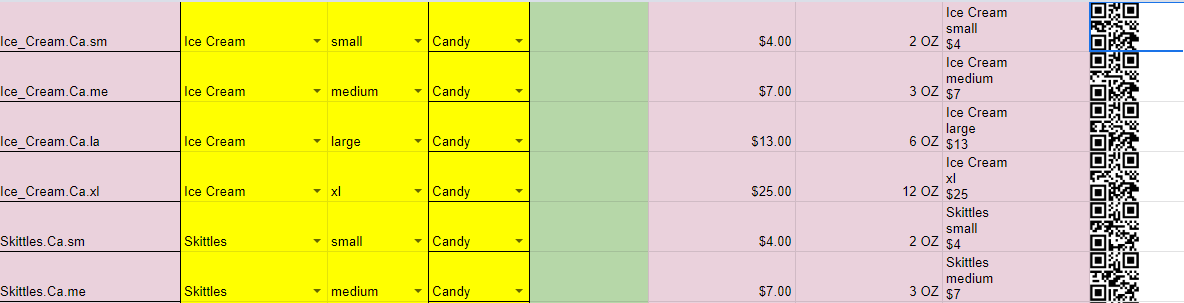 Ice_Cream.Ca.sm Ice Cream small Candy $4.00 2 OZ Ice Cream
small
$4
Ice_Cream.Ca.me Ice Cream medium Candy $7.00 3 OZ Ice Cream
medium
$7
Ice_Cream.Ca.la Ice Cream large Candy $13.00 6 OZ Ice Cream
large
$13
Ice_Cream.Ca.xl Ice Cream xl Candy $25.00 12 OZ Ice Cream
xl
$25
Skittles.Ca.sm Skittles small Candy $4.00 2 OZ Skittles
small
$4
Skittles.Ca.me Skittles medium Candy $7.00 3 OZ Skittles
medium
$7